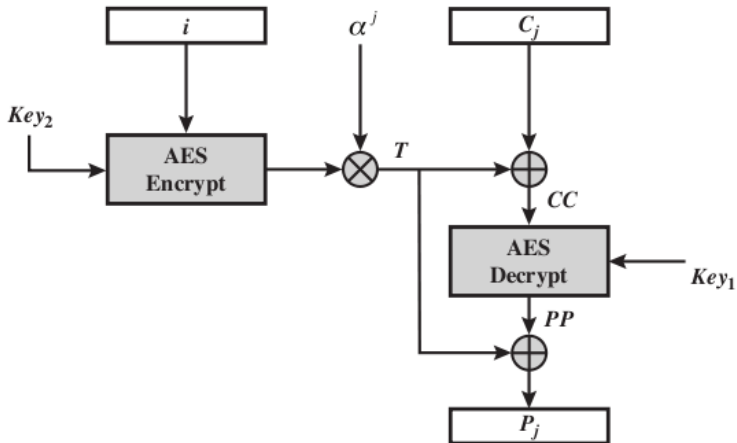 i
α^j
C_j
Key_2
AES
Encrypt
T
CC
AES
Decrypt
Key_1
PP
P_j